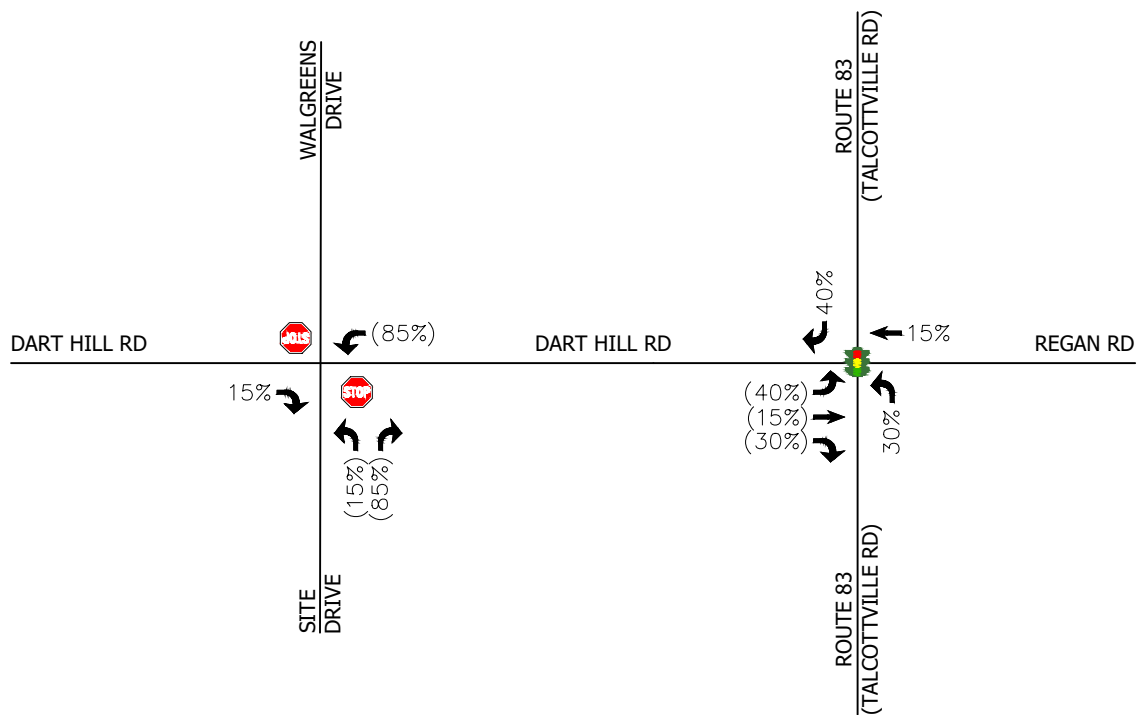 WALGREENS
DRIVE
ROUTE 83
(TALCOTTVILLE RD)
40%
DART HILL RD
STOP
(85%)
DART HILL RD
15%
REGAN RD
15%
STOP
(40%)
(15%)
(30%)
30%
(15%)
(85%)
SITE
DRIVE
ROUTE 83
(TALCOTTVILLE RD)